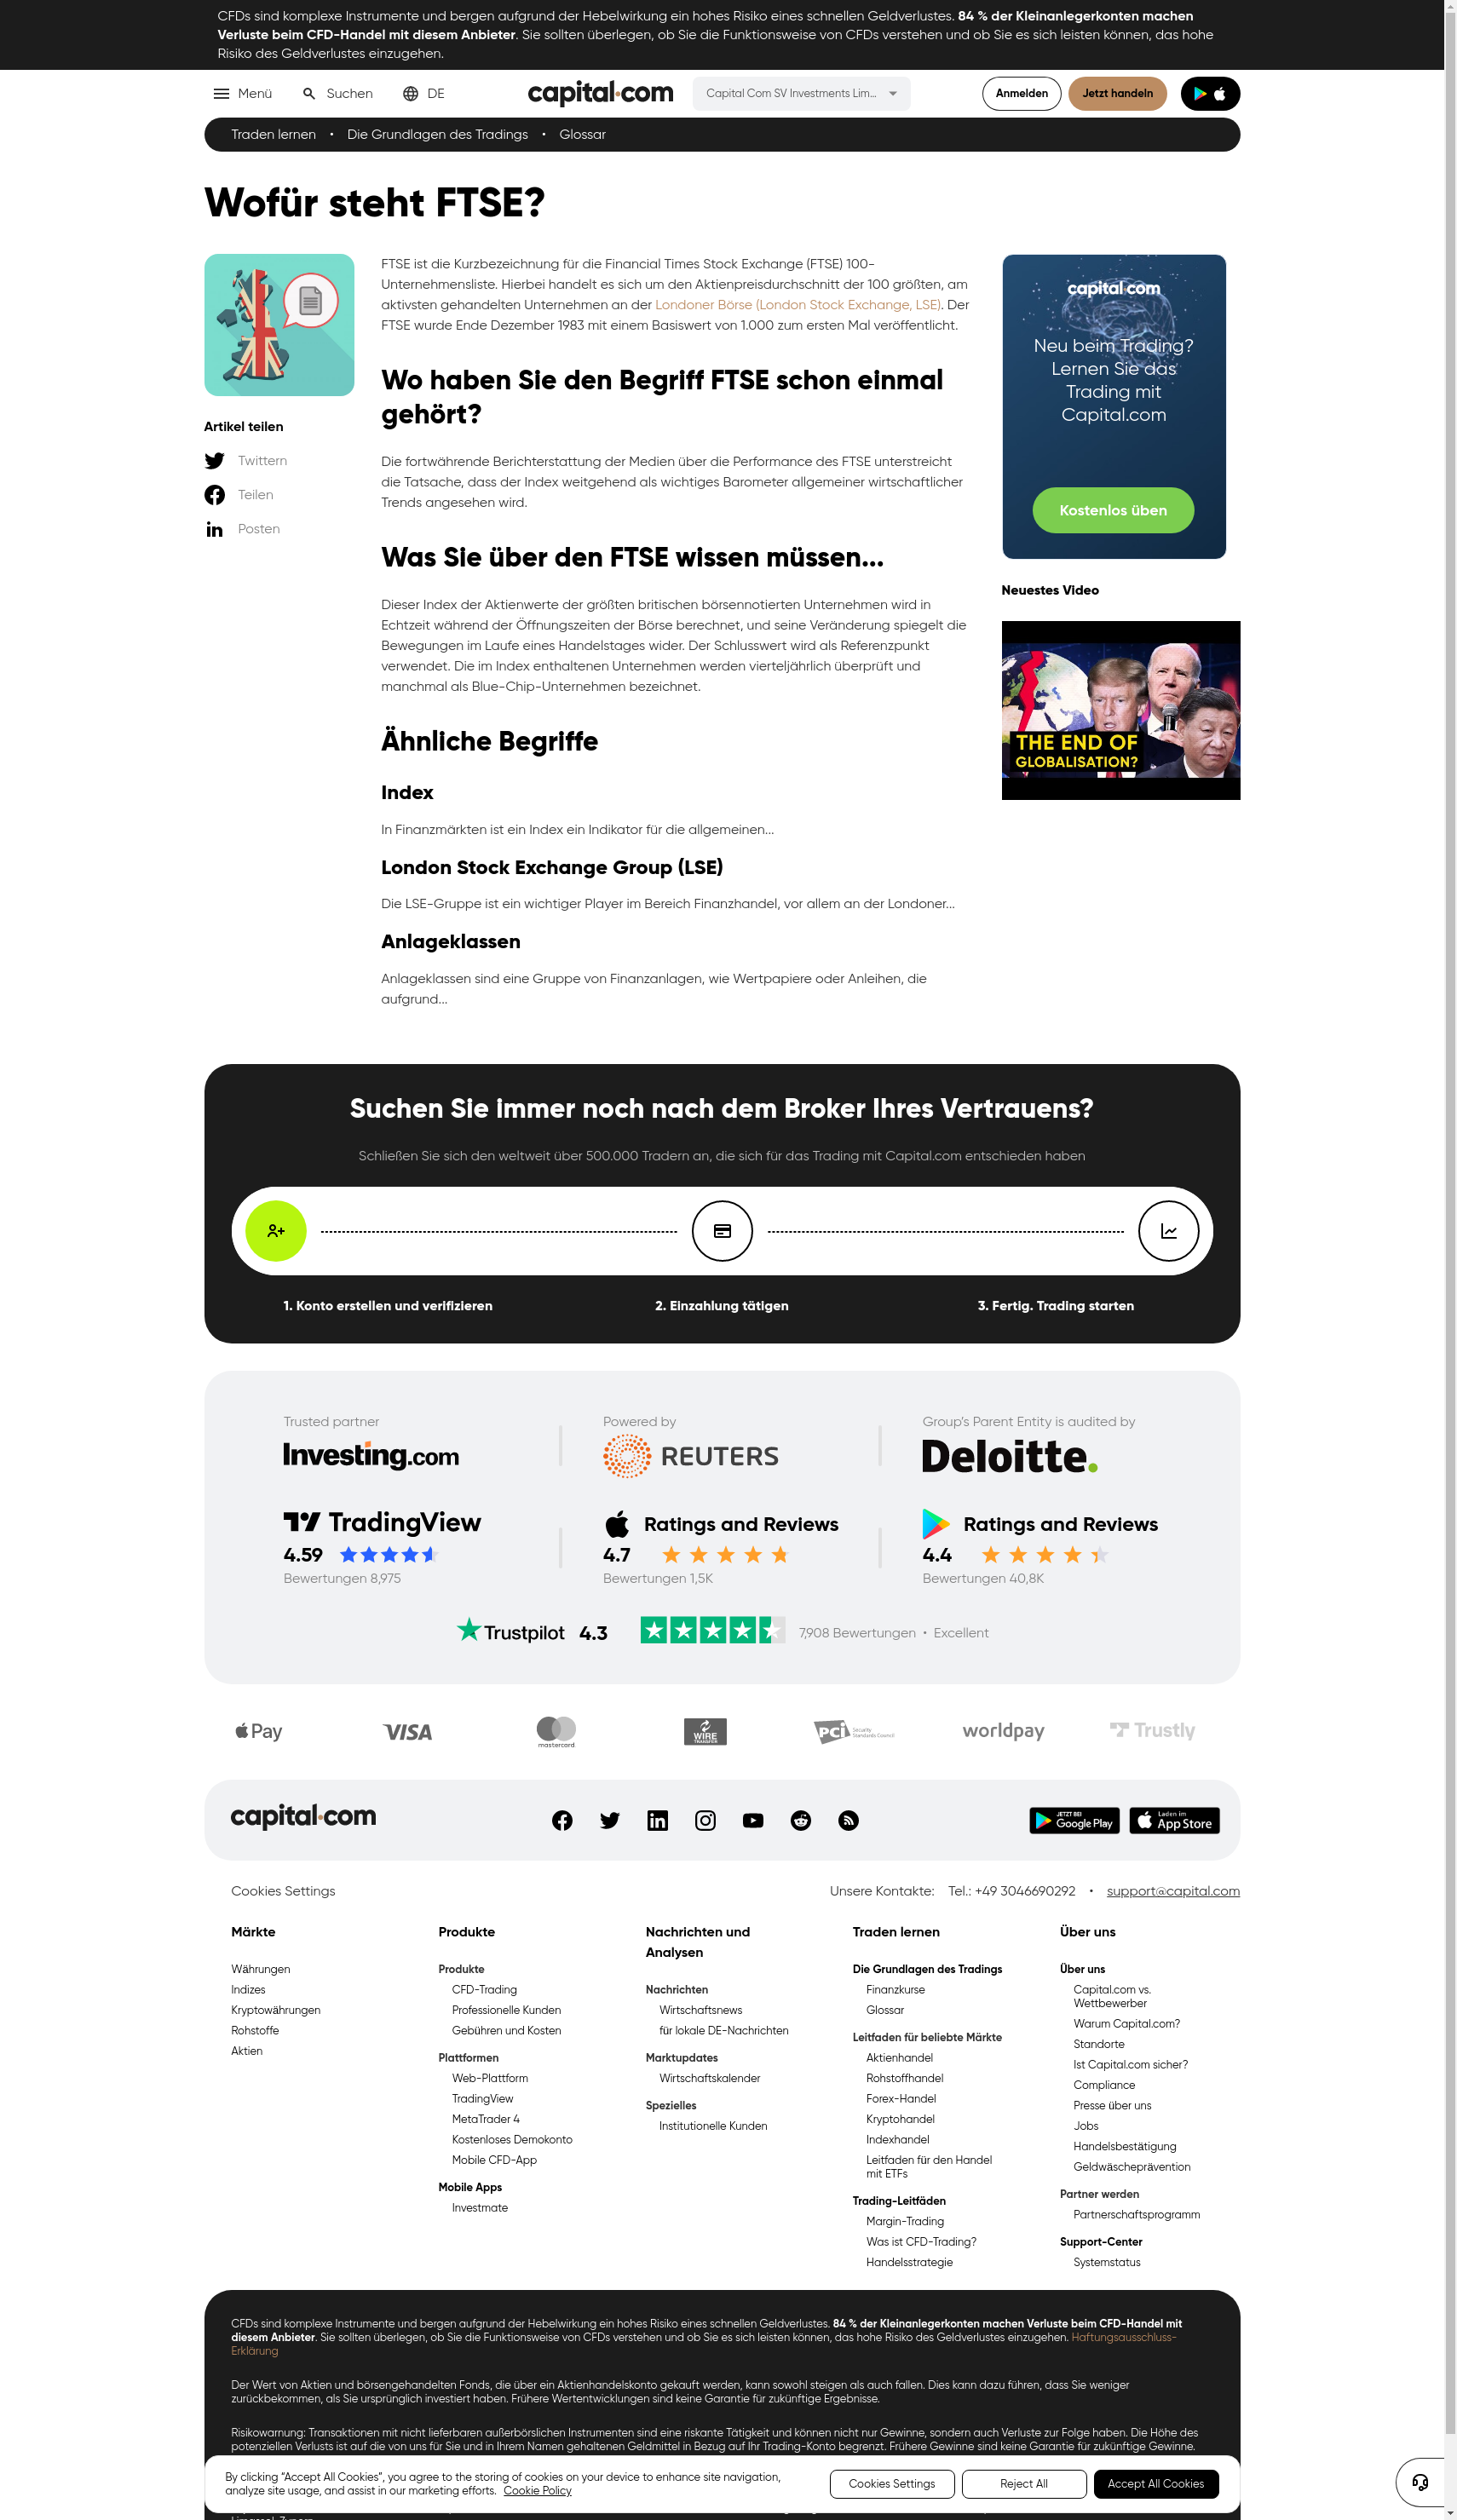 CFDs sind komplexe Instrumente und bergen aufgrund der Hebelwirkung ein hohes Risiko eines schnellen Geldverlustes. 84 % der Kleinanlegerkonten machen
Verluste beim CFD-Handel mit diesem Anbieter. Sie sollten überlegen, ob Sie die Funktionsweise von CFDs verstehen und ob Sie es sich leisten können, das hohe
Risiko des Geldverlustes einzugehen.
Menü
Suchen
DE
capital.com
Capital Com SV Investments Lim...
Anmelden
Jetzt handeln
Traden lernen • Die Grundlagen des Tradings • Glossar
Wofür steht FTSE?
FTSE ist die Kurzbezeichnung für die Financial Times Stock Exchange (FTSE) 100-
Unternehmensliste. Hierbei handelt es sich um den Aktienpreisdurchschnitt der 100 größten, am
aktivsten gehandelten Unternehmen an der Londoner Börse (London Stock Exchange, LSE). Der
FTSE wurde Ende Dezember 1983 mit einem Basiswert von 1.000 zum ersten Mal veröffentlicht.
Artikel teilen
Twittern
Teilen
Posten
Wo haben Sie den Begriff FTSE schon einmal
gehört?
Die fortwährende Berichterstattung der Medien über die Performance des FTSE unterstreicht
die Tatsache, dass der Index weitgehend als wichtiges Barometer allgemeiner wirtschaftlicher
Trends angesehen wird.
Was Sie über den FTSE wissen müssen...
Dieser Index der Aktienwerte der größten britischen börsennotierten Unternehmen wird in
Echtzeit während der Öffnungszeiten der Börse berechnet, und seine Veränderung spiegelt die
Bewegungen im Laufe eines Handelstages wider. Der Schlusswert wird als Referenzpunkt
verwendet. Die im Index enthaltenen Unternehmen werden vierteljährlich überprüft und
manchmal als Blue-Chip-Unternehmen bezeichnet.
Ähnliche Begriffe
Index
In Finanzmärkten ist ein Index ein Indikator für die allgemeinen...
London Stock Exchange Group (LSE)
Die LSE-Gruppe ist ein wichtiger Player im Bereich Finanzhandel, vor allem an der Londoner...
Anlageklassen
Anlageklassen sind eine Gruppe von Finanzanlagen, wie Wertpapiere oder Anleihen, die
aufgrund...
capital.com
Neu beim Trading?
Lernen Sie das
Trading mit
Capital.com
Kostenlos üben
Neuestes Video
THE END OF
GLOBALISATION?
Suchen Sie immer noch nach dem Broker Ihres Vertrauens?
Schließen Sie sich den weltweit über 500.000 Tradern an, die sich für das Trading mit Capital.com entschieden haben
1. Konto erstellen und verifizieren
2. Einzahlung tätigen
3. Fertig. Trading starten
Trusted partner
Investing.com
Powered by
REUTERS
Group's Parent Entity is audited by
Deloitte.
TradingView
4.59
Bewertungen 8,975
Ratings and Reviews
4.7
Bewertungen 1,5K
Ratings and Reviews
4.4
Bewertungen 40,8K
Trustpilot 4.3
7,908 Bewertungen • Excellent
Pay
VISA
mastercard
WIRE
TRANSFER
PCI Security
Standards Council
worldpay
Trustly
capital.com
JETZT BEI
Google Play
Laden im
App Store
Cookies Settings
Unsere Kontakte: Tel.: +49 3046690292 • support@capital.com
Märkte
Währungen
Indizes
Kryptowährungen
Rohstoffe
Aktien
Produkte
Produkte
CFD-Trading
Professionelle Kunden
Gebühren und Kosten
Plattformen
Web-Plattform
TradingView
MetaTrader 4
Kostenloses Demokonto
Mobile CFD-App
Mobile Apps
Investmate
Nachrichten und
Analysen
Nachrichten
Wirtschaftsnews
für lokale DE-Nachrichten
Marktupdates
Wirtschaftskalender
Spezielles
Institutionelle Kunden
Traden lernen
Die Grundlagen des Tradings
Finanzkurse
Glossar
Leitfaden für beliebte Märkte
Aktienhandel
Rohstoffhandel
Forex-Handel
Kryptohandel
Indexhandel
Leitfaden für den Handel
mit ETFs
Trading-Leitfäden
Margin-Trading
Was ist CFD-Trading?
Handelsstrategie
Über uns
Über uns
Capital.com vs.
Wettbewerber
Warum Capital.com?
Standorte
Ist Capital.com sicher?
Compliance
Presse über uns
Jobs
Handelsbestätigung
Geldwäscheprävention
Partner werden
Partnerschaftsprogramm
Support-Center
Systemstatus
CFDs sind komplexe Instrumente und bergen aufgrund der Hebelwirkung ein hohes Risiko eines schnellen Geldverlustes. 84 % der Kleinanlegerkonten machen Verluste beim CFD-Handel mit
diesem Anbieter. Sie sollten überlegen, ob Sie die Funktionsweise von CFDs verstehen und ob Sie es sich leisten können, das hohe Risiko des Geldverlustes einzugehen. Haftungsausschluss-
Erklärung
Der Wert von Aktien und börsengehandelten Fonds, die über ein Aktienhandelskonto gekauft werden, kann sowohl steigen als auch fallen. Dies kann dazu führen, dass Sie weniger
zurückbekommen, als Sie ursprünglich investiert haben. Frühere Wertentwicklungen sind keine Garantie für zukünftige Ergebnisse.
Risikowarnung: Transaktionen mit nicht lieferbaren außerbörslichen Instrumenten sind eine riskante Tätigkeit und können nicht nur Gewinne, sondern auch Verluste zur Folge haben. Die Höhe des
potenziellen Verlusts ist auf die von uns für Sie und in Ihrem Namen gehaltenen Geldmittel in Bezug auf Ihr Trading-Konto begrenzt. Frühere Gewinne sind keine Garantie für zukünftige Gewinne.
By clicking “Accept All Cookies”, you agree to the storing of cookies on your device to enhance site navigation,
analyze site usage, and assist in our marketing efforts. Cookie Policy
Cookies Settings
Reject All
Accept All Cookies